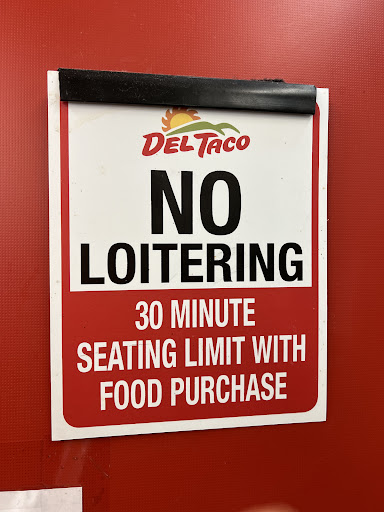 DEL TACO
NO
LOITERING
30 MINUTE
SEATING LIMIT WITH
FOOD PURCHASE